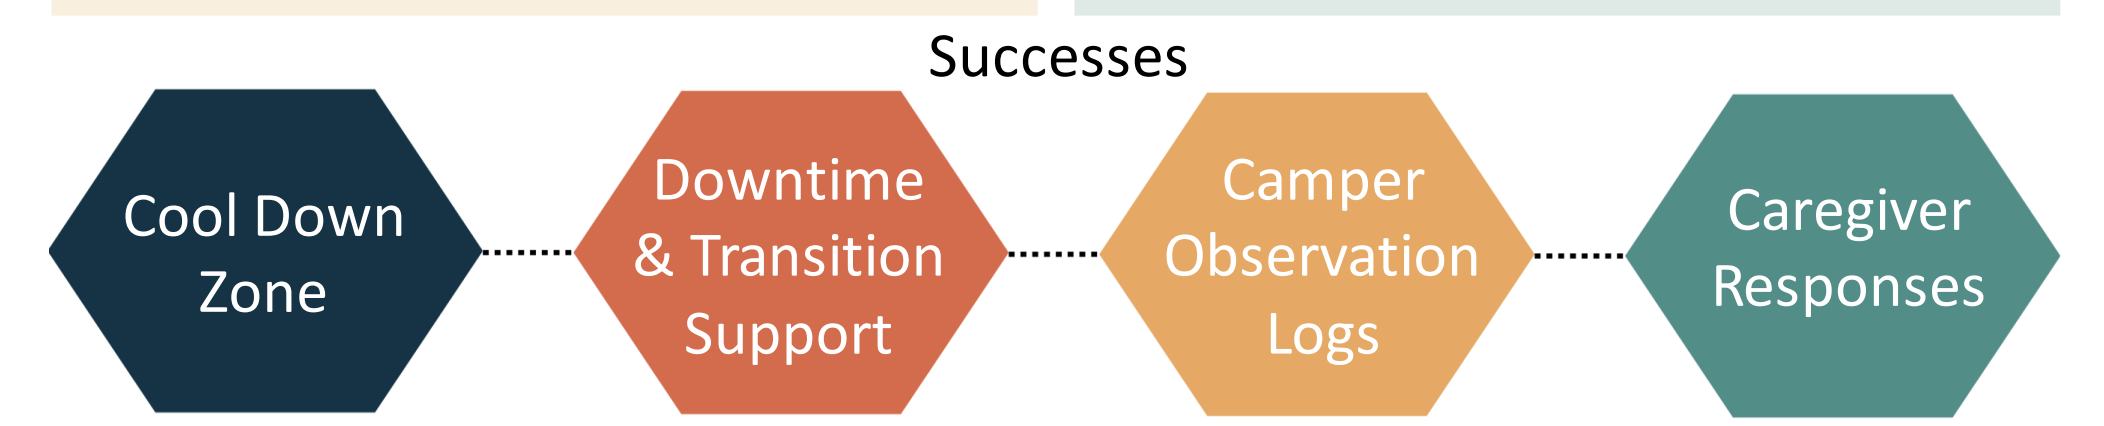 Successes
Cool Down
Zone
Downtime
& Transition
Support
Camper
Observation
Logs
Caregiver
Responses